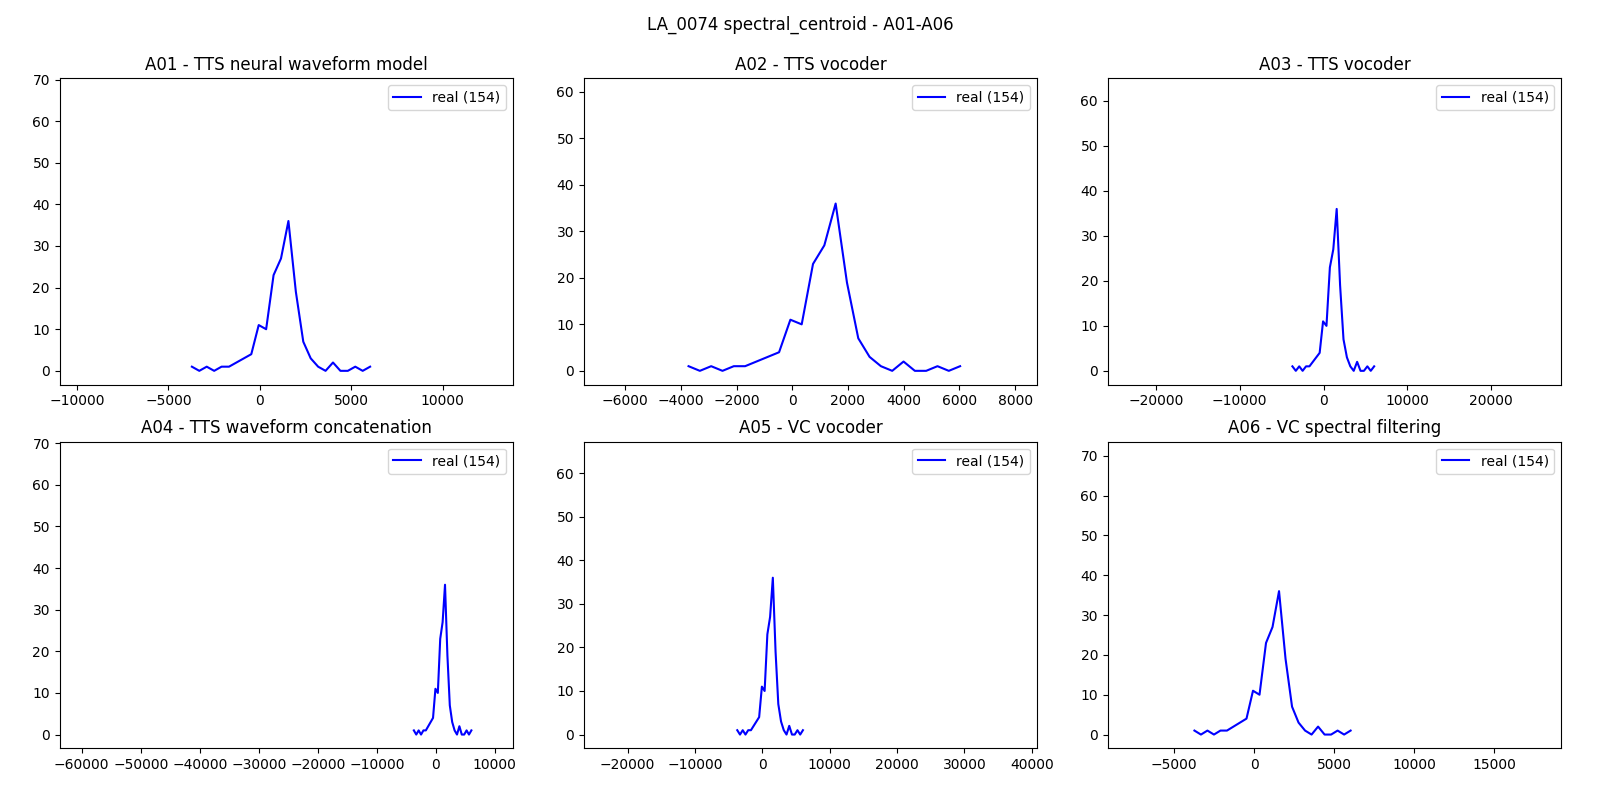 LA_0074 spectral_centroid - A01-A06
A01 - TTS neural waveform model
real (154)
70
60
50
40
30
20
10
0
−10000 −5000 0 5000 10000
A02 - TTS vocoder
real (154)
60
50
40
30
20
10
0
−6000 −4000 −2000 0 2000 4000 6000 8000
A03 - TTS vocoder
real (154)
60
50
40
30
20
10
0
−20000 −10000 0 10000 20000
A04 - TTS waveform concatenation
real (154)
70
60
50
40
30
20
10
0
−60000 −50000 −40000 −30000 −20000 −10000 0 10000
A05 - VC vocoder
real (154)
60
50
40
30
20
10
0
−20000 −10000 0 10000 20000 30000 40000
A06 - VC spectral filtering
real (154)
70
60
50
40
30
20
10
0
−5000 0 5000 10000 15000